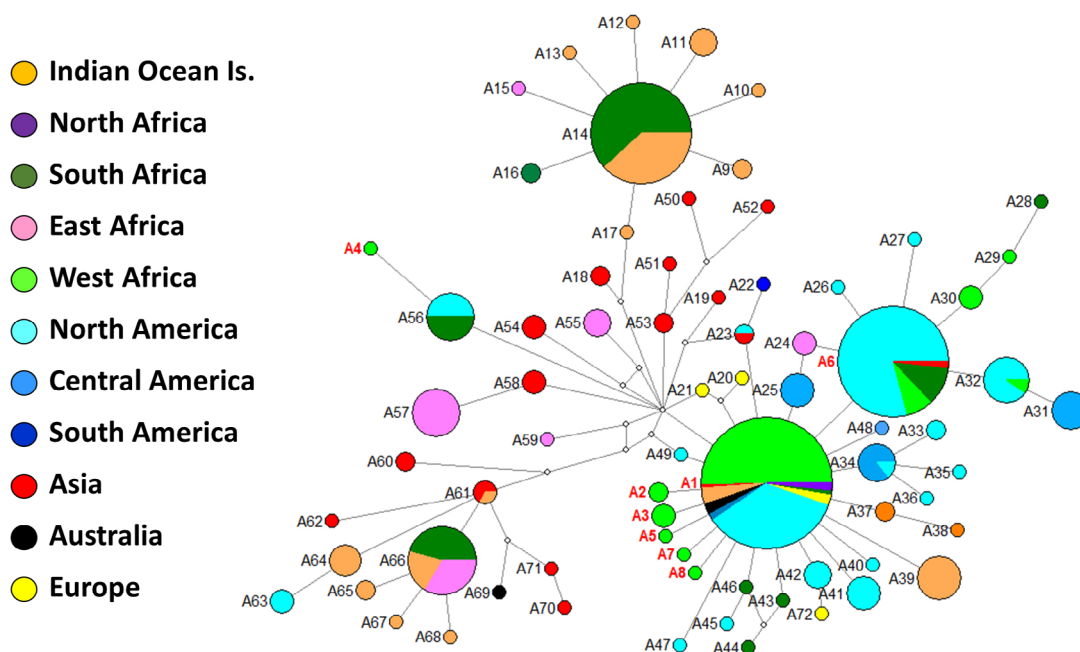 Indian Ocean Is.
North Africa
South Africa
East Africa
West Africa
North America
Central America
South America
Asia
Australia
Europe
A12
A11
A13
A15
A10
A14
A16
A9
A50
A52
A28
A17
A4
A27
A29
A51
A18
A19
A22
A26
A30
A56
A54
A55
A53
A23
A24
A6
A58
A20
A21
A25
A32
A31
A57
A59
A48
A33
A49
A34
A35
A60
A1
A61
A2
A36
A62
A3
A37
A38
A5
A64
A66
A7
A71
A40
A8
A42
A39
A65
A69
A46
A43
A41
A63
A70
A72
A67
A45
A68
A47
A44